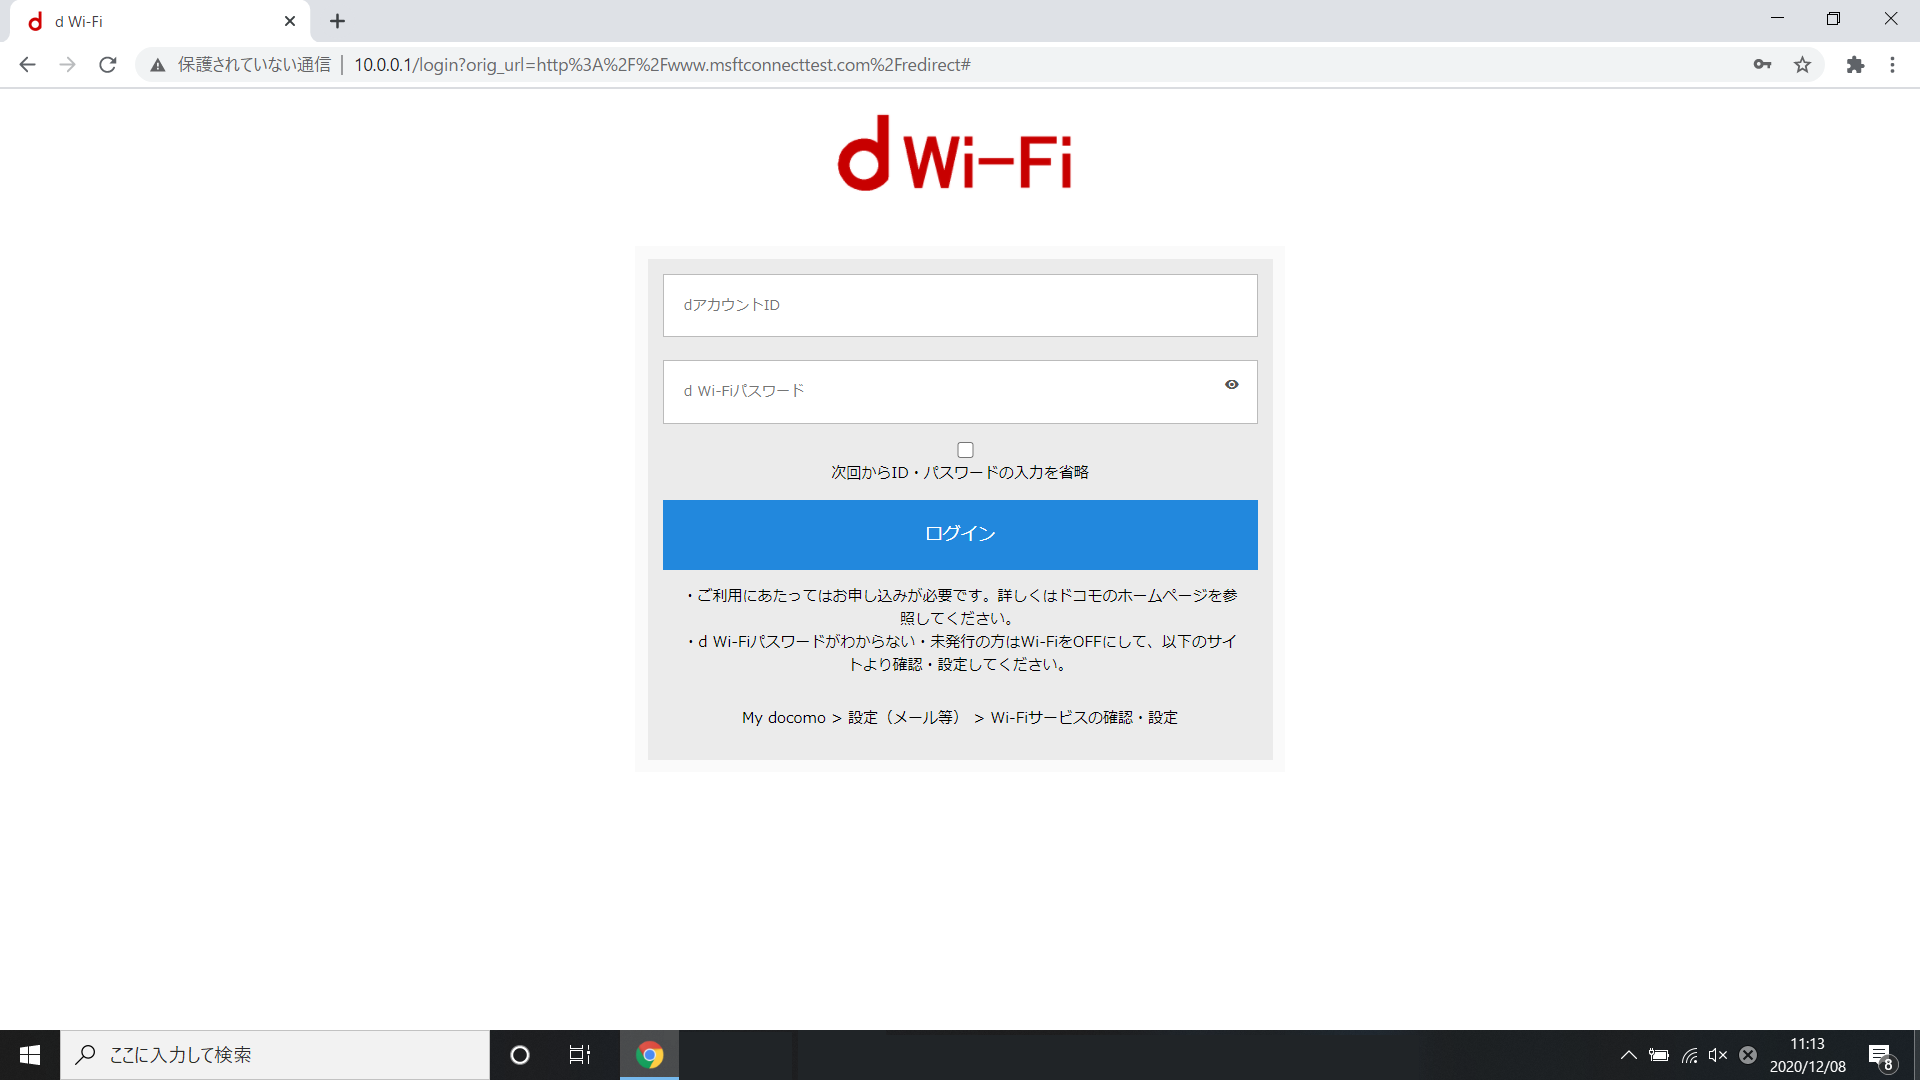 d Wi-Fi
保護されていない通信 | 10.0.0.1/login?orig_url=http%3A%2F%2Fwww.msftconnecttest.com%2Fredirect#
d Wi-Fi
dアカウントID
d Wi-Fiパスワード
次回からID・パスワードの入力を省略
ログイン
・ご利用にあたってはお申し込みが必要です。詳しくはドコモのホームページを参
照してください。
・d Wi-Fiパスワードがわからない・未発行の方はWi-FiをOFFにして、以下のサイ
トより確認・設定してください。
My docomo > 設定（メール等） > Wi-Fiサービスの確認・設定
ここに入力して検索
11:13
2020/12/08
8